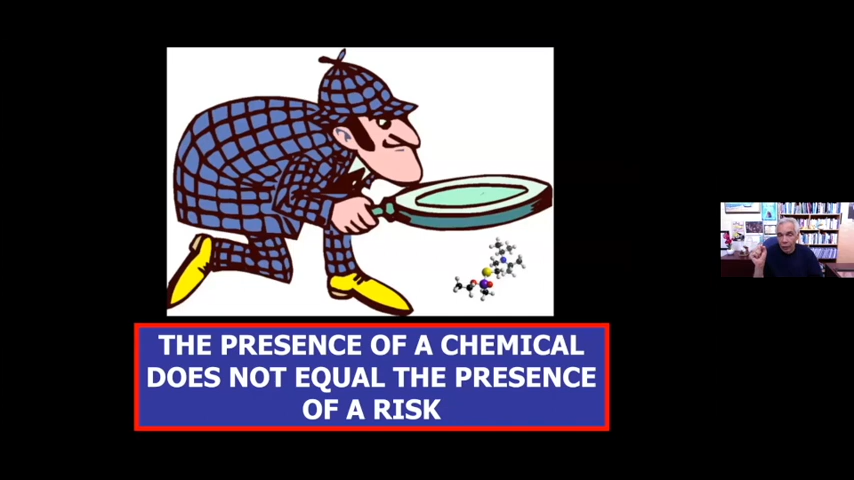 THE PRESENCE OF A CHEMICAL
DOES NOT EQUAL THE PRESENCE
OF A RISK